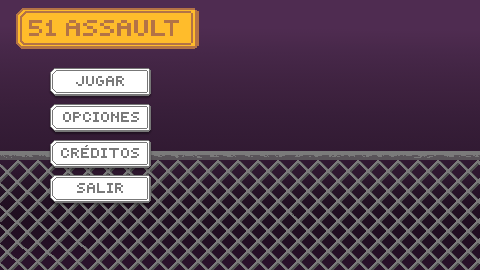 51 ASSAULT
JUGAR
OPCIONES
CRÉDITOS
SALIR